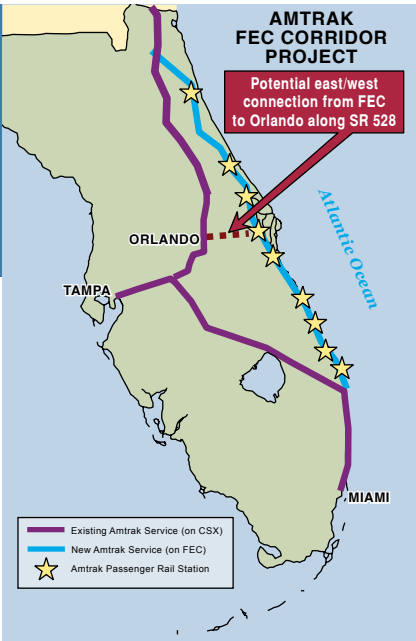 AMTRAK
FEC CORRIDOR
PROJECT
Potential east/west
connection from FEC
to Orlando along SR 528
Atlantic Ocean
ORLANDO
TAMPA
MIAMI
Existing Amtrak Service (on CSX)
New Amtrak Service (on FEC)
Amtrak Passenger Rail Station